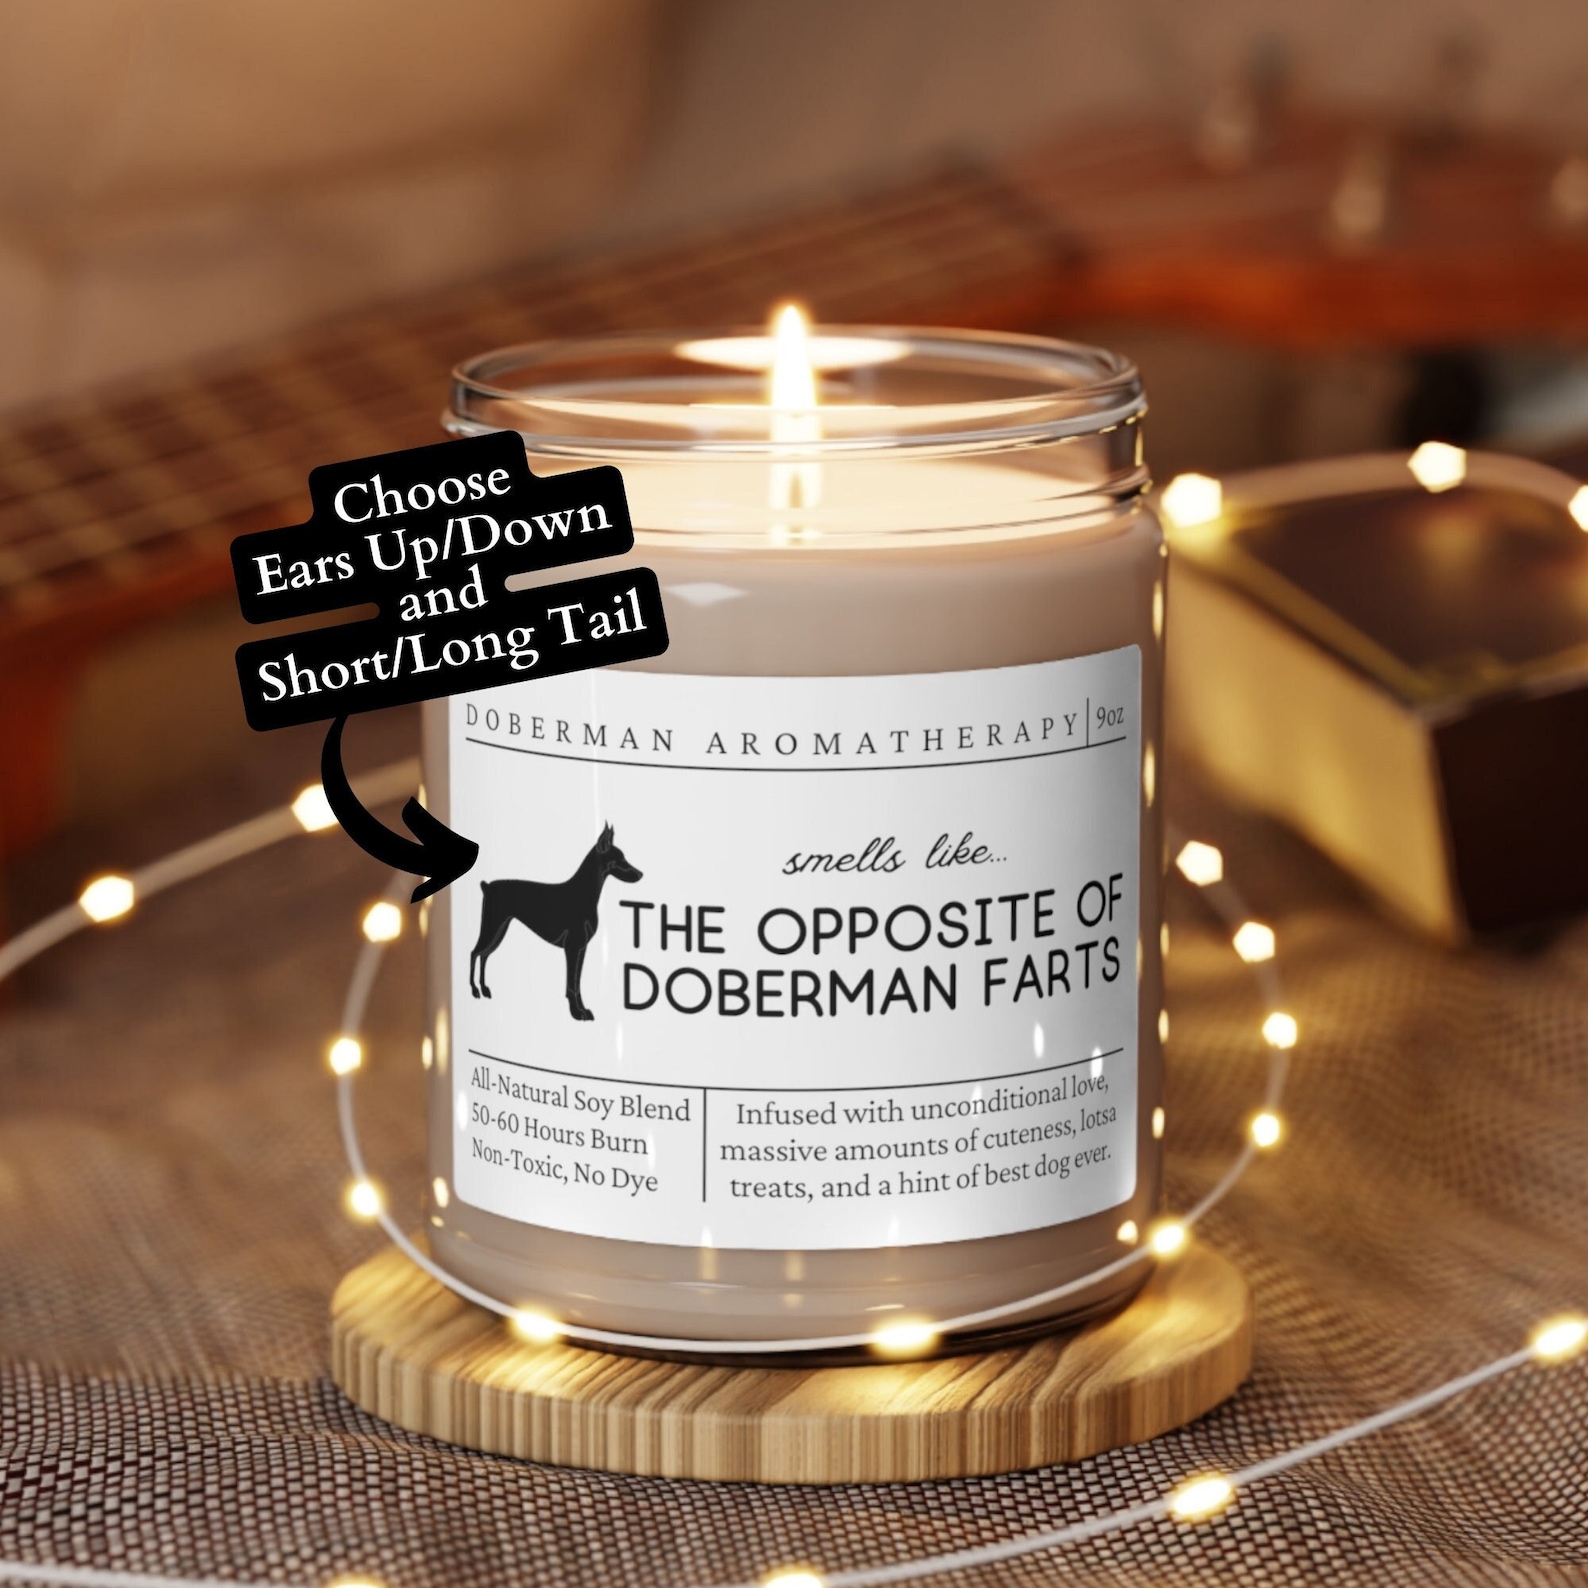 Choose
Ears Up/Down
and
Short/Long Tail
DOBERMAN AROMATHERAPY 9oz
smells like...
THE OPPOSITE OF
DOBERMAN FARTS
All-Natural Soy Blend
50-60 Hours Burn
Non-Toxic, No Dye
Infused with unconditional love,
massive amounts of cuteness, lotsa
treats, and a hint of best dog ever.